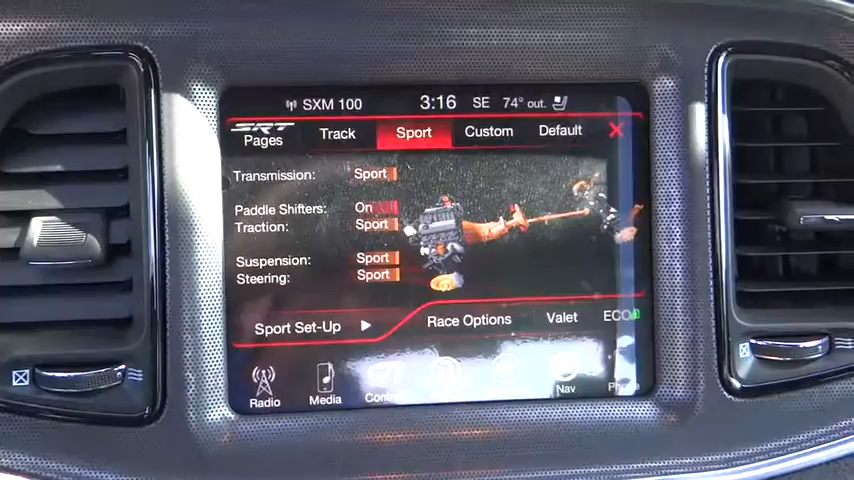 SXM 100 3:16 SE 74° out.
SRT Pages Track Sport Custom Default X
Transmission: Sport
Paddle Shifters: On
Traction: Sport
Suspension: Sport
Steering: Sport
Sport Set-Up Race Options Valet ECO
Radio Media Nav